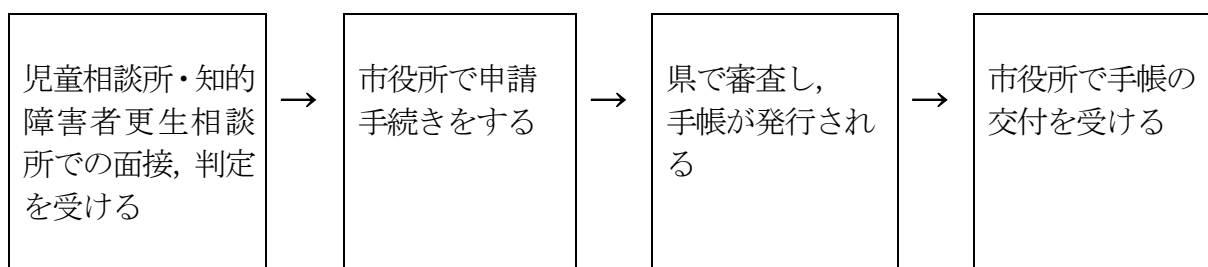 児童相談所・知的
障害者更生相談
所での面接,判定
を受ける
→
市役所で申請
手続きをする
→
県で審査し,
手帳が発行され
る
→
市役所で手帳の
交付を受ける